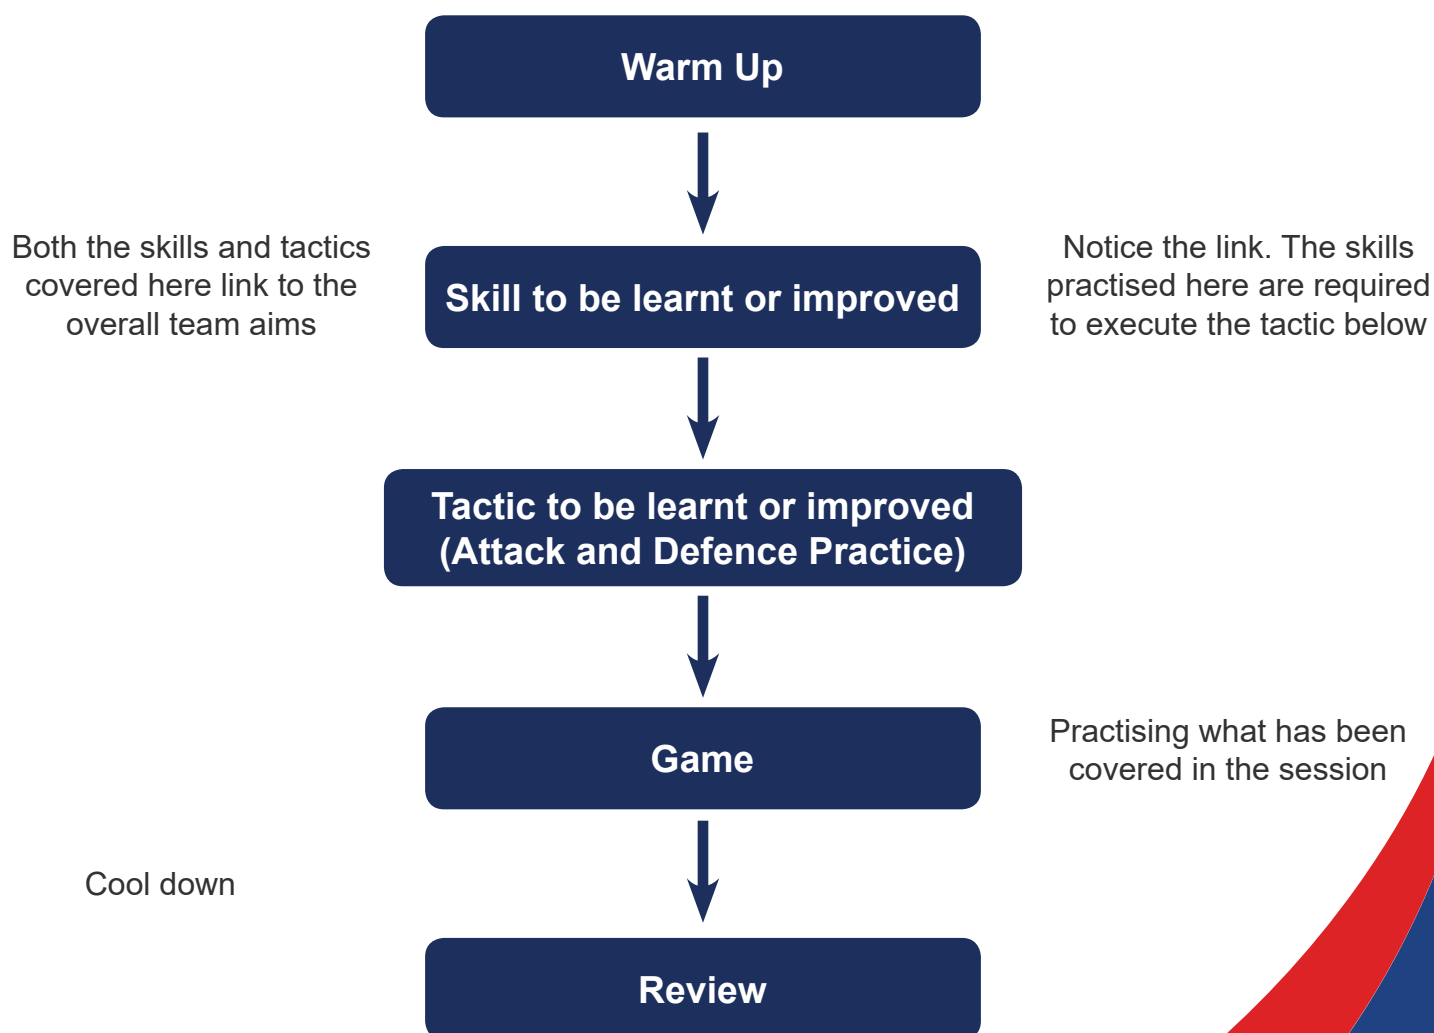 Warm Up
Both the skills and tactics
covered here link to the
overall team aims
Skill to be learnt or improved
Notice the link. The skills
practised here are required
to execute the tactic below
Tactic to be learnt or improved
(Attack and Defence Practice)
Game
Practising what has been
covered in the session
Cool down
Review